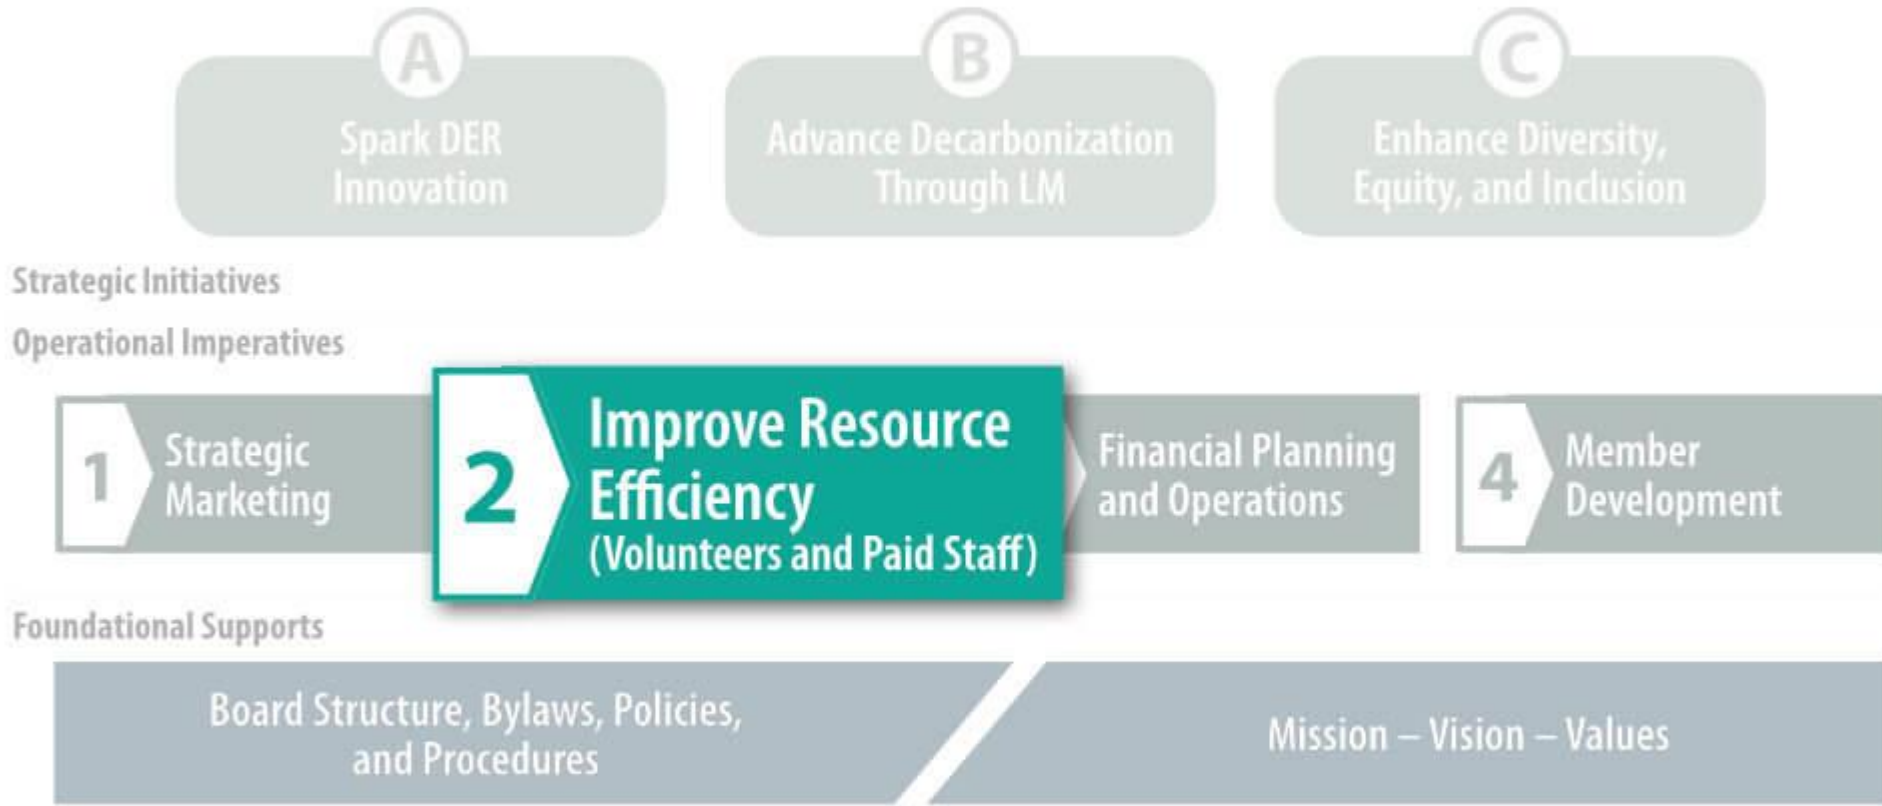 A
Spark DER
Innovation
B
Advance Decarbonization
Through LM
C
Enhance Diversity,
Equity, and Inclusion
Strategic Initiatives
Operational Imperatives
1
Strategic
Marketing
2
Improve Resource
Efficiency
(Volunteers and Paid Staff)
Financial Planning
and Operations
4
Member
Development
Foundational Supports
Board Structure, Bylaws, Policies,
and Procedures
Mission – Vision – Values